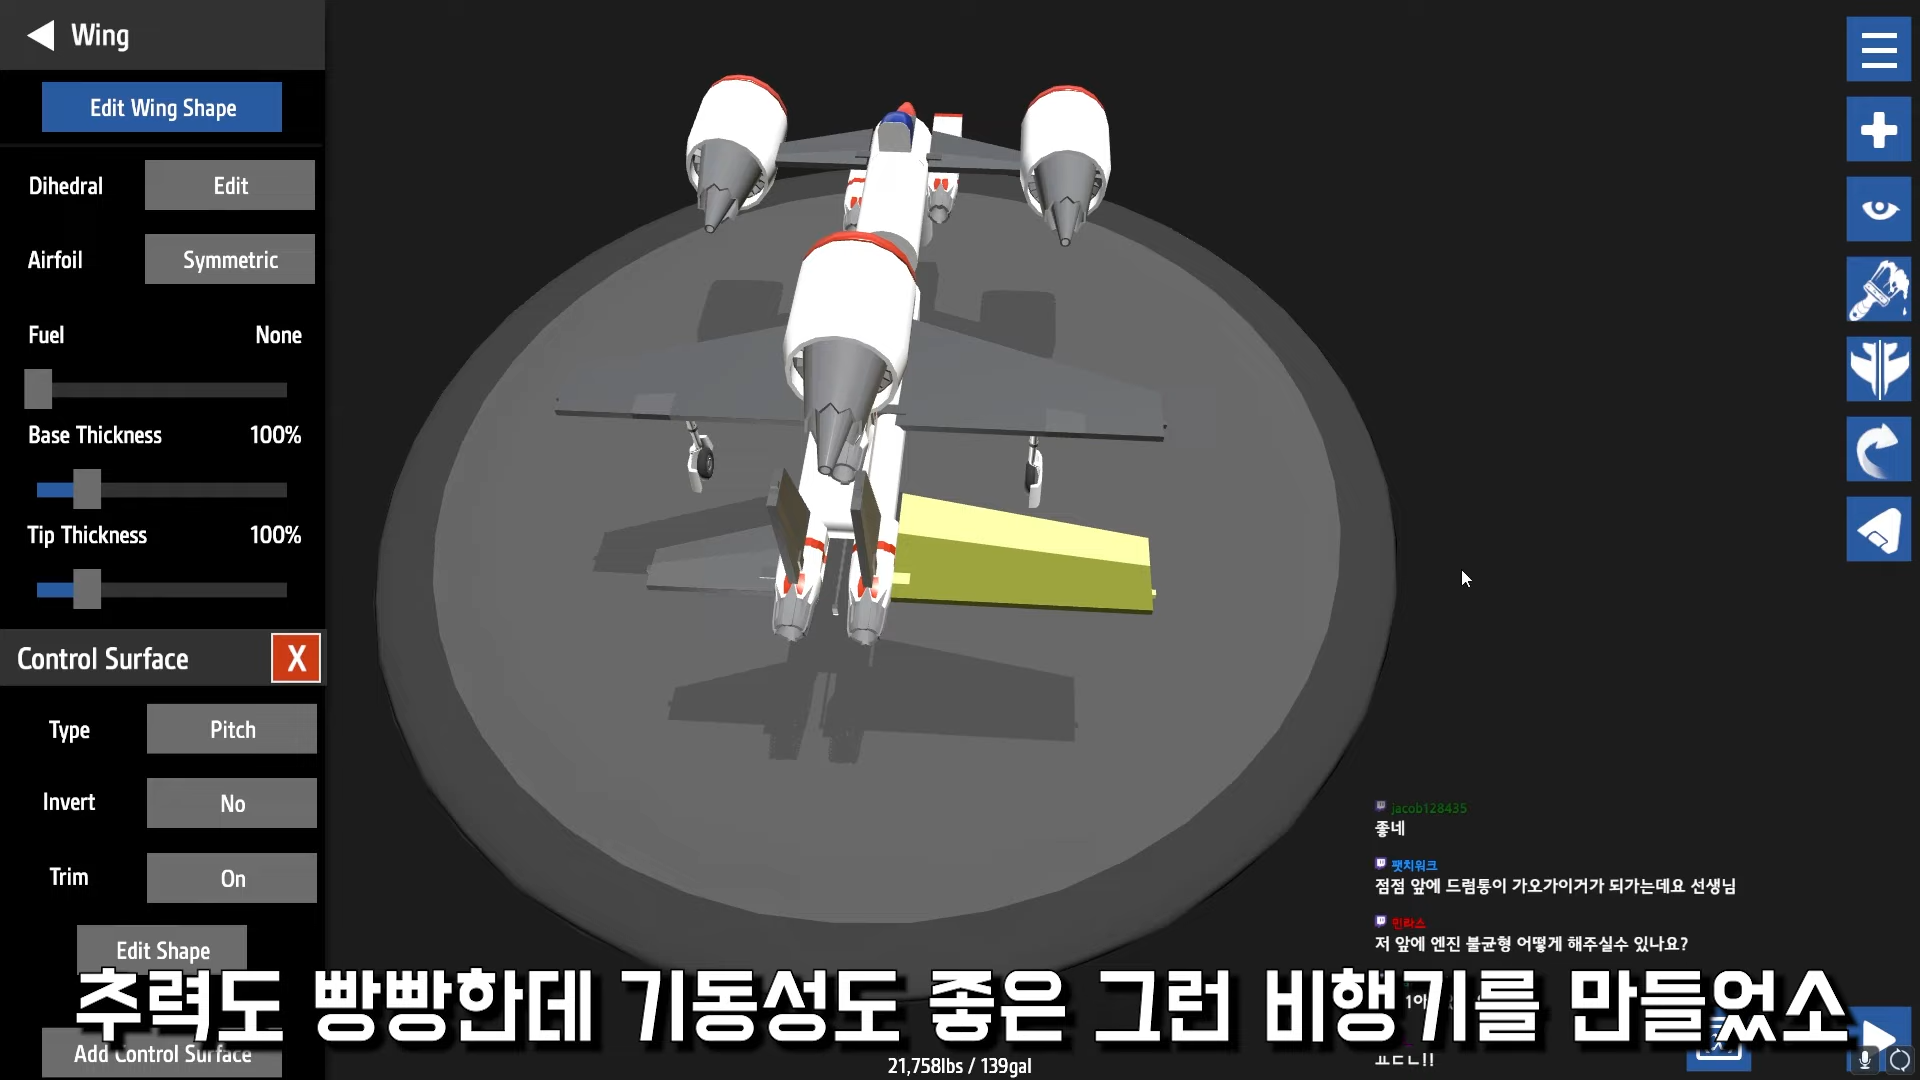 Wing
Edit Wing Shape
Dihedral
Edit
Airfoil
Symmetric
Fuel
None
Base Thickness
100%
Tip Thickness
100%
Control Surface
X
Type
Pitch
Invert
No
Trim
On
Edit Shape
Add Control Surface
jacob128435
좋네
팻치워크
점점 앞에 드럼통이 가오가이거가 되가는데요 선생님
민라스
저 앞에 엔진 불균형 어떻게 해주실수 있나요?
추력도 빵빵한데 기동성도 좋은 그런 비행기를 만들었소
21,758lbs / 139gal